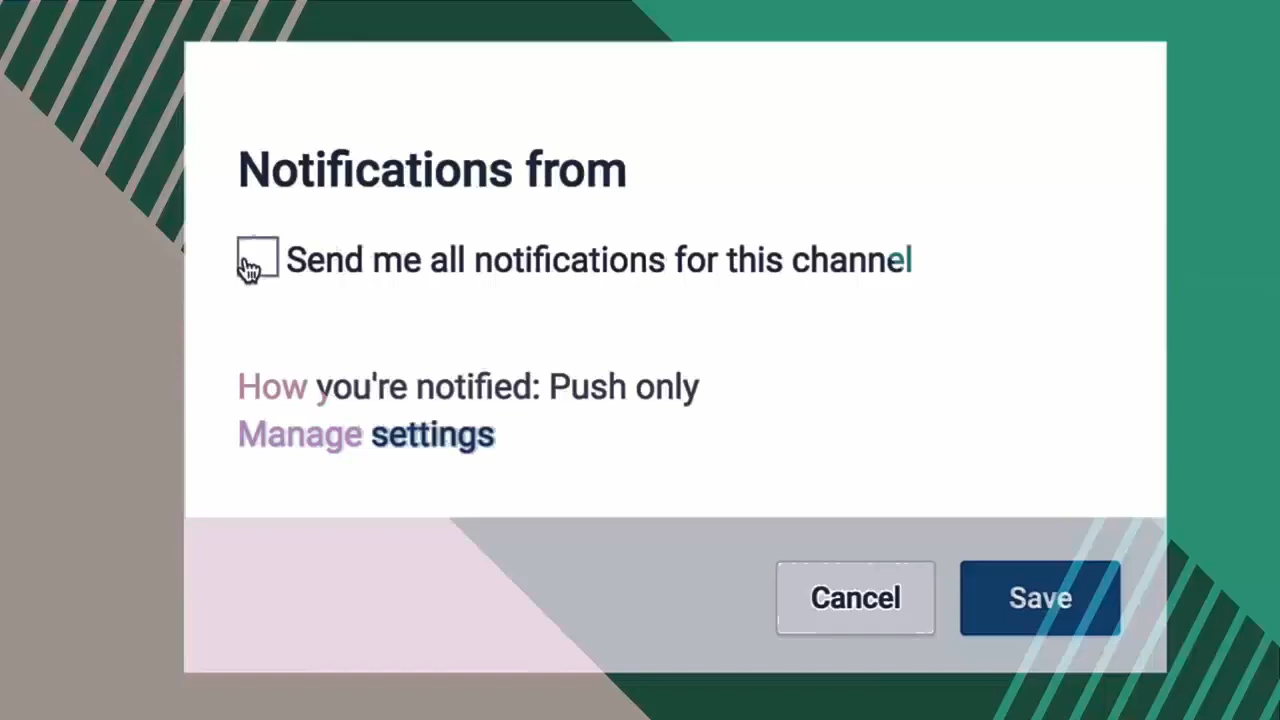 Notifications from
Send me all notifications for this channel
How you're notified: Push only
Manage settings
Cancel
Save